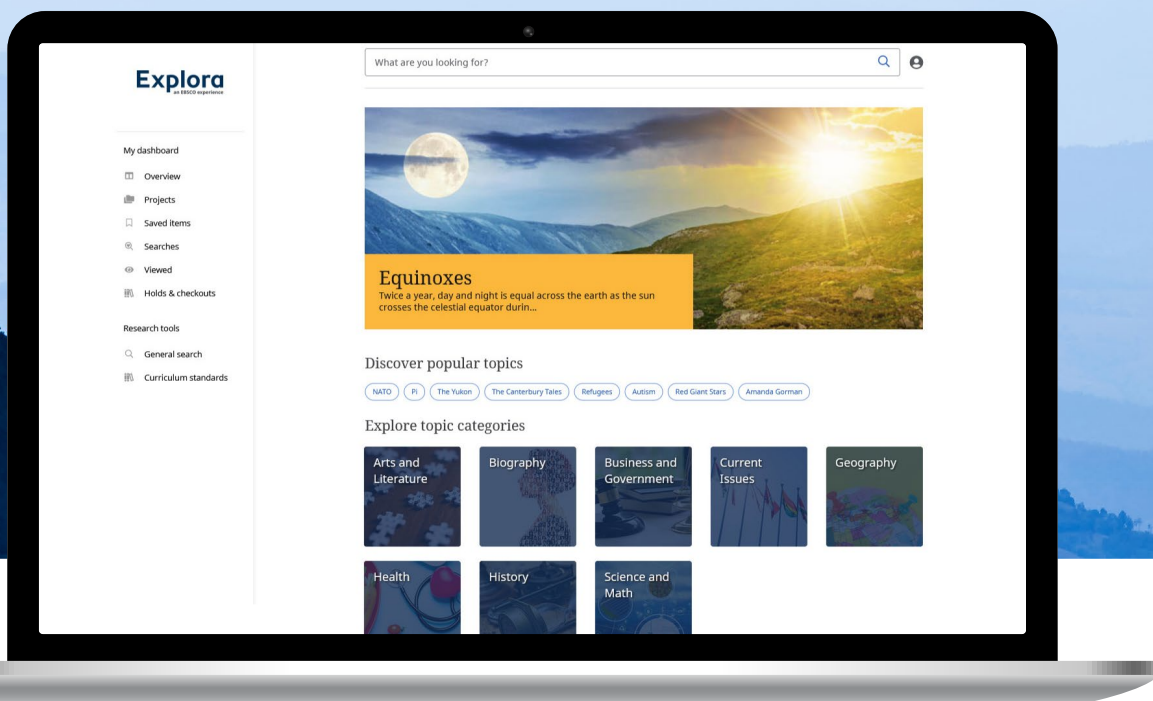 Explora
an EBSCO experience
My dashboard
Overview
Projects
Saved items
Searches
Viewed
Holds & checkouts
Research tools
General search
Curriculum standards
What are you looking for?
Equinoxes
Twice a year, day and night is equal across the earth as the sun
crosses the celestial equator durin...
Discover popular topics
NATO
Pi
The Yukon
The Canterbury Tales
Refugees
Autism
Red Giant Stars
Amanda Gorman
Explore topic categories
Arts and
Literature
Biography
Business and
Government
Current
Issues
Geography
Health
History
Science and
Math